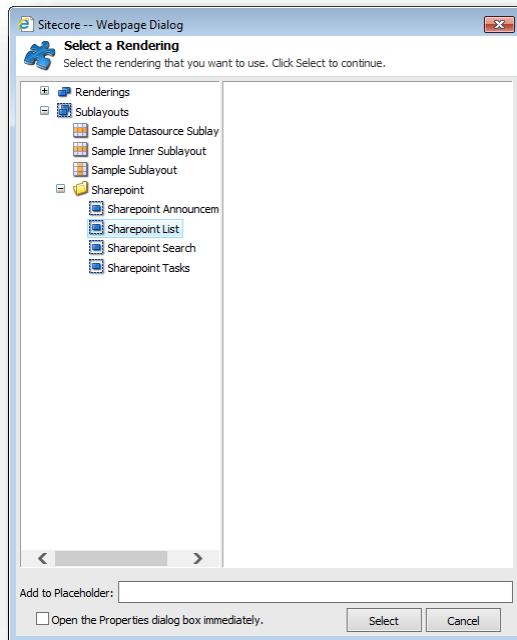 Sitecore -- Webpage Dialog
Select a Rendering
Select the rendering that you want to use. Click Select to continue.
Renderings
Sublayouts
Sample Datasource Sublay
Sample Inner Sublayout
Sample Sublayout
Sharepoint
Sharepoint Announcem
Sharepoint List
Sharepoint Search
Sharepoint Tasks
Add to Placeholder:
Open the Properties dialog box immediately.
Select
Cancel